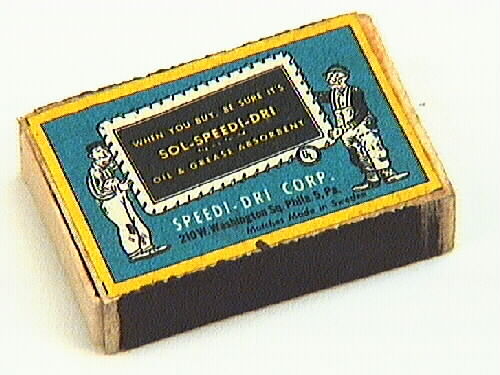 WHEN YOU BUY, BE SURE IT'S
SOL-SPEEDI-DRI
OIL & GREASE ABSORBENT
SPEEDI-DRI CORP.
210 W. Washington Sq. Phila. 5, Pa.
Matches Made in Sweden